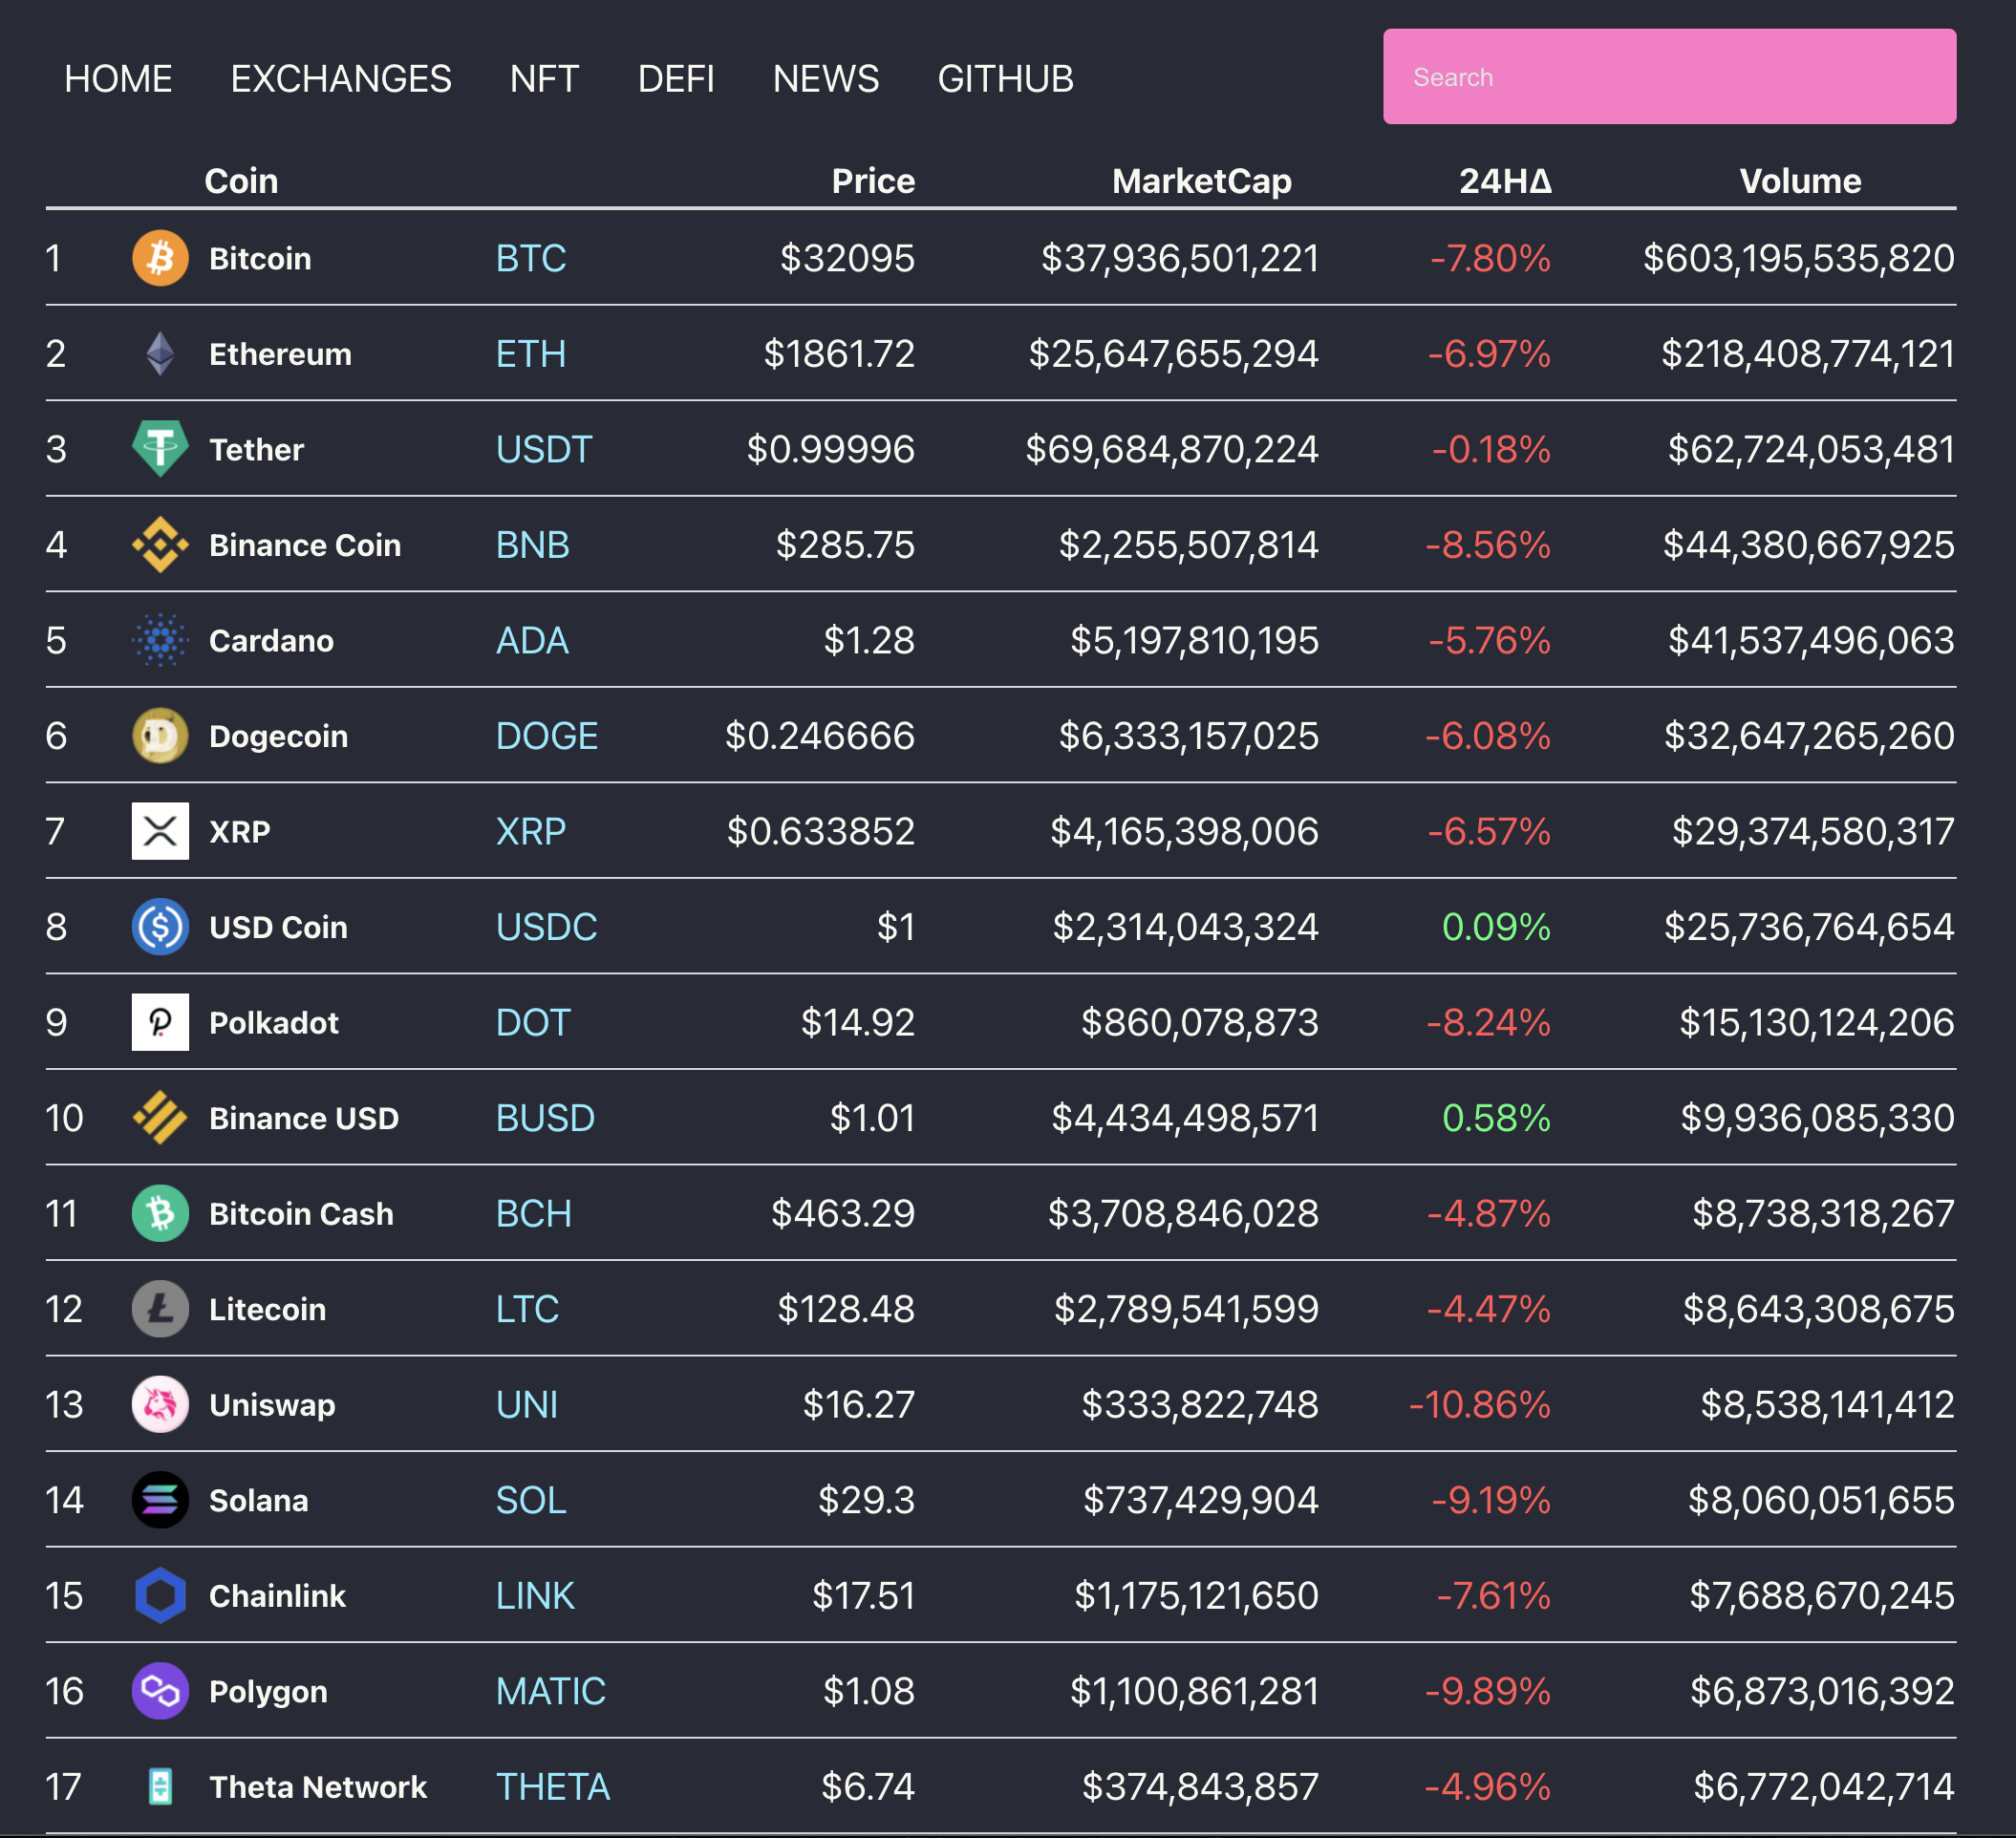 HOME EXCHANGES NFT DEFI NEWS GITHUB Search
Coin Price MarketCap 24HΔ Volume
1 Bitcoin BTC $32095 $37,936,501,221 -7.80% $603,195,535,820
2 Ethereum ETH $1861.72 $25,647,655,294 -6.97% $218,408,774,121
3 Tether USDT $0.99996 $69,684,870,224 -0.18% $62,724,053,481
4 Binance Coin BNB $285.75 $2,255,507,814 -8.56% $44,380,667,925
5 Cardano ADA $1.28 $5,197,810,195 -5.76% $41,537,496,063
6 Dogecoin DOGE $0.246666 $6,333,157,025 -6.08% $32,647,265,260
7 XRP XRP $0.633852 $4,165,398,006 -6.57% $29,374,580,317
8 USD Coin USDC $1 $2,314,043,324 0.09% $25,736,764,654
9 Polkadot DOT $14.92 $860,078,873 -8.24% $15,130,124,206
10 Binance USD BUSD $1.01 $4,434,498,571 0.58% $9,936,085,330
11 Bitcoin Cash BCH $463.29 $3,708,846,028 -4.87% $8,738,318,267
12 Litecoin LTC $128.48 $2,789,541,599 -4.47% $8,643,308,675
13 Uniswap UNI $16.27 $333,822,748 -10.86% $8,538,141,412
14 Solana SOL $29.3 $737,429,904 -9.19% $8,060,051,655
15 Chainlink LINK $17.51 $1,175,121,650 -7.61% $7,688,670,245
16 Polygon MATIC $1.08 $1,100,861,281 -9.89% $6,873,016,392
17 Theta Network THETA $6.74 $374,843,857 -4.96% $6,772,042,714